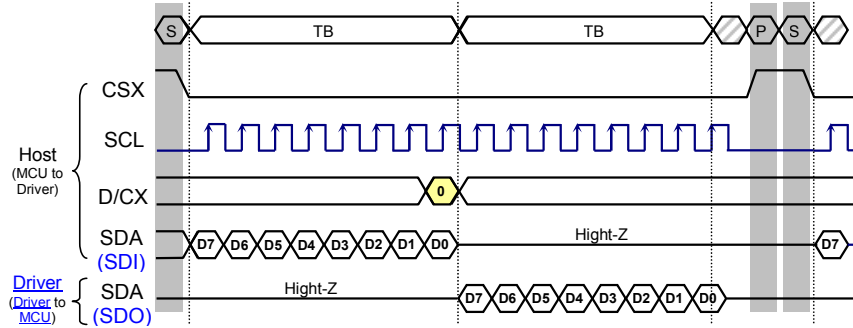 S TB TB P S
CSX
SCL
Host
(MCU to
Driver)
D/CX 0
SDA
(SDI) D7 D6 D5 D4 D3 D2 D1 D0 Hight-Z D7
Driver
(Driver to
MCU)
SDA
(SDO) Hight-Z D7 D6 D5 D4 D3 D2 D1 D0